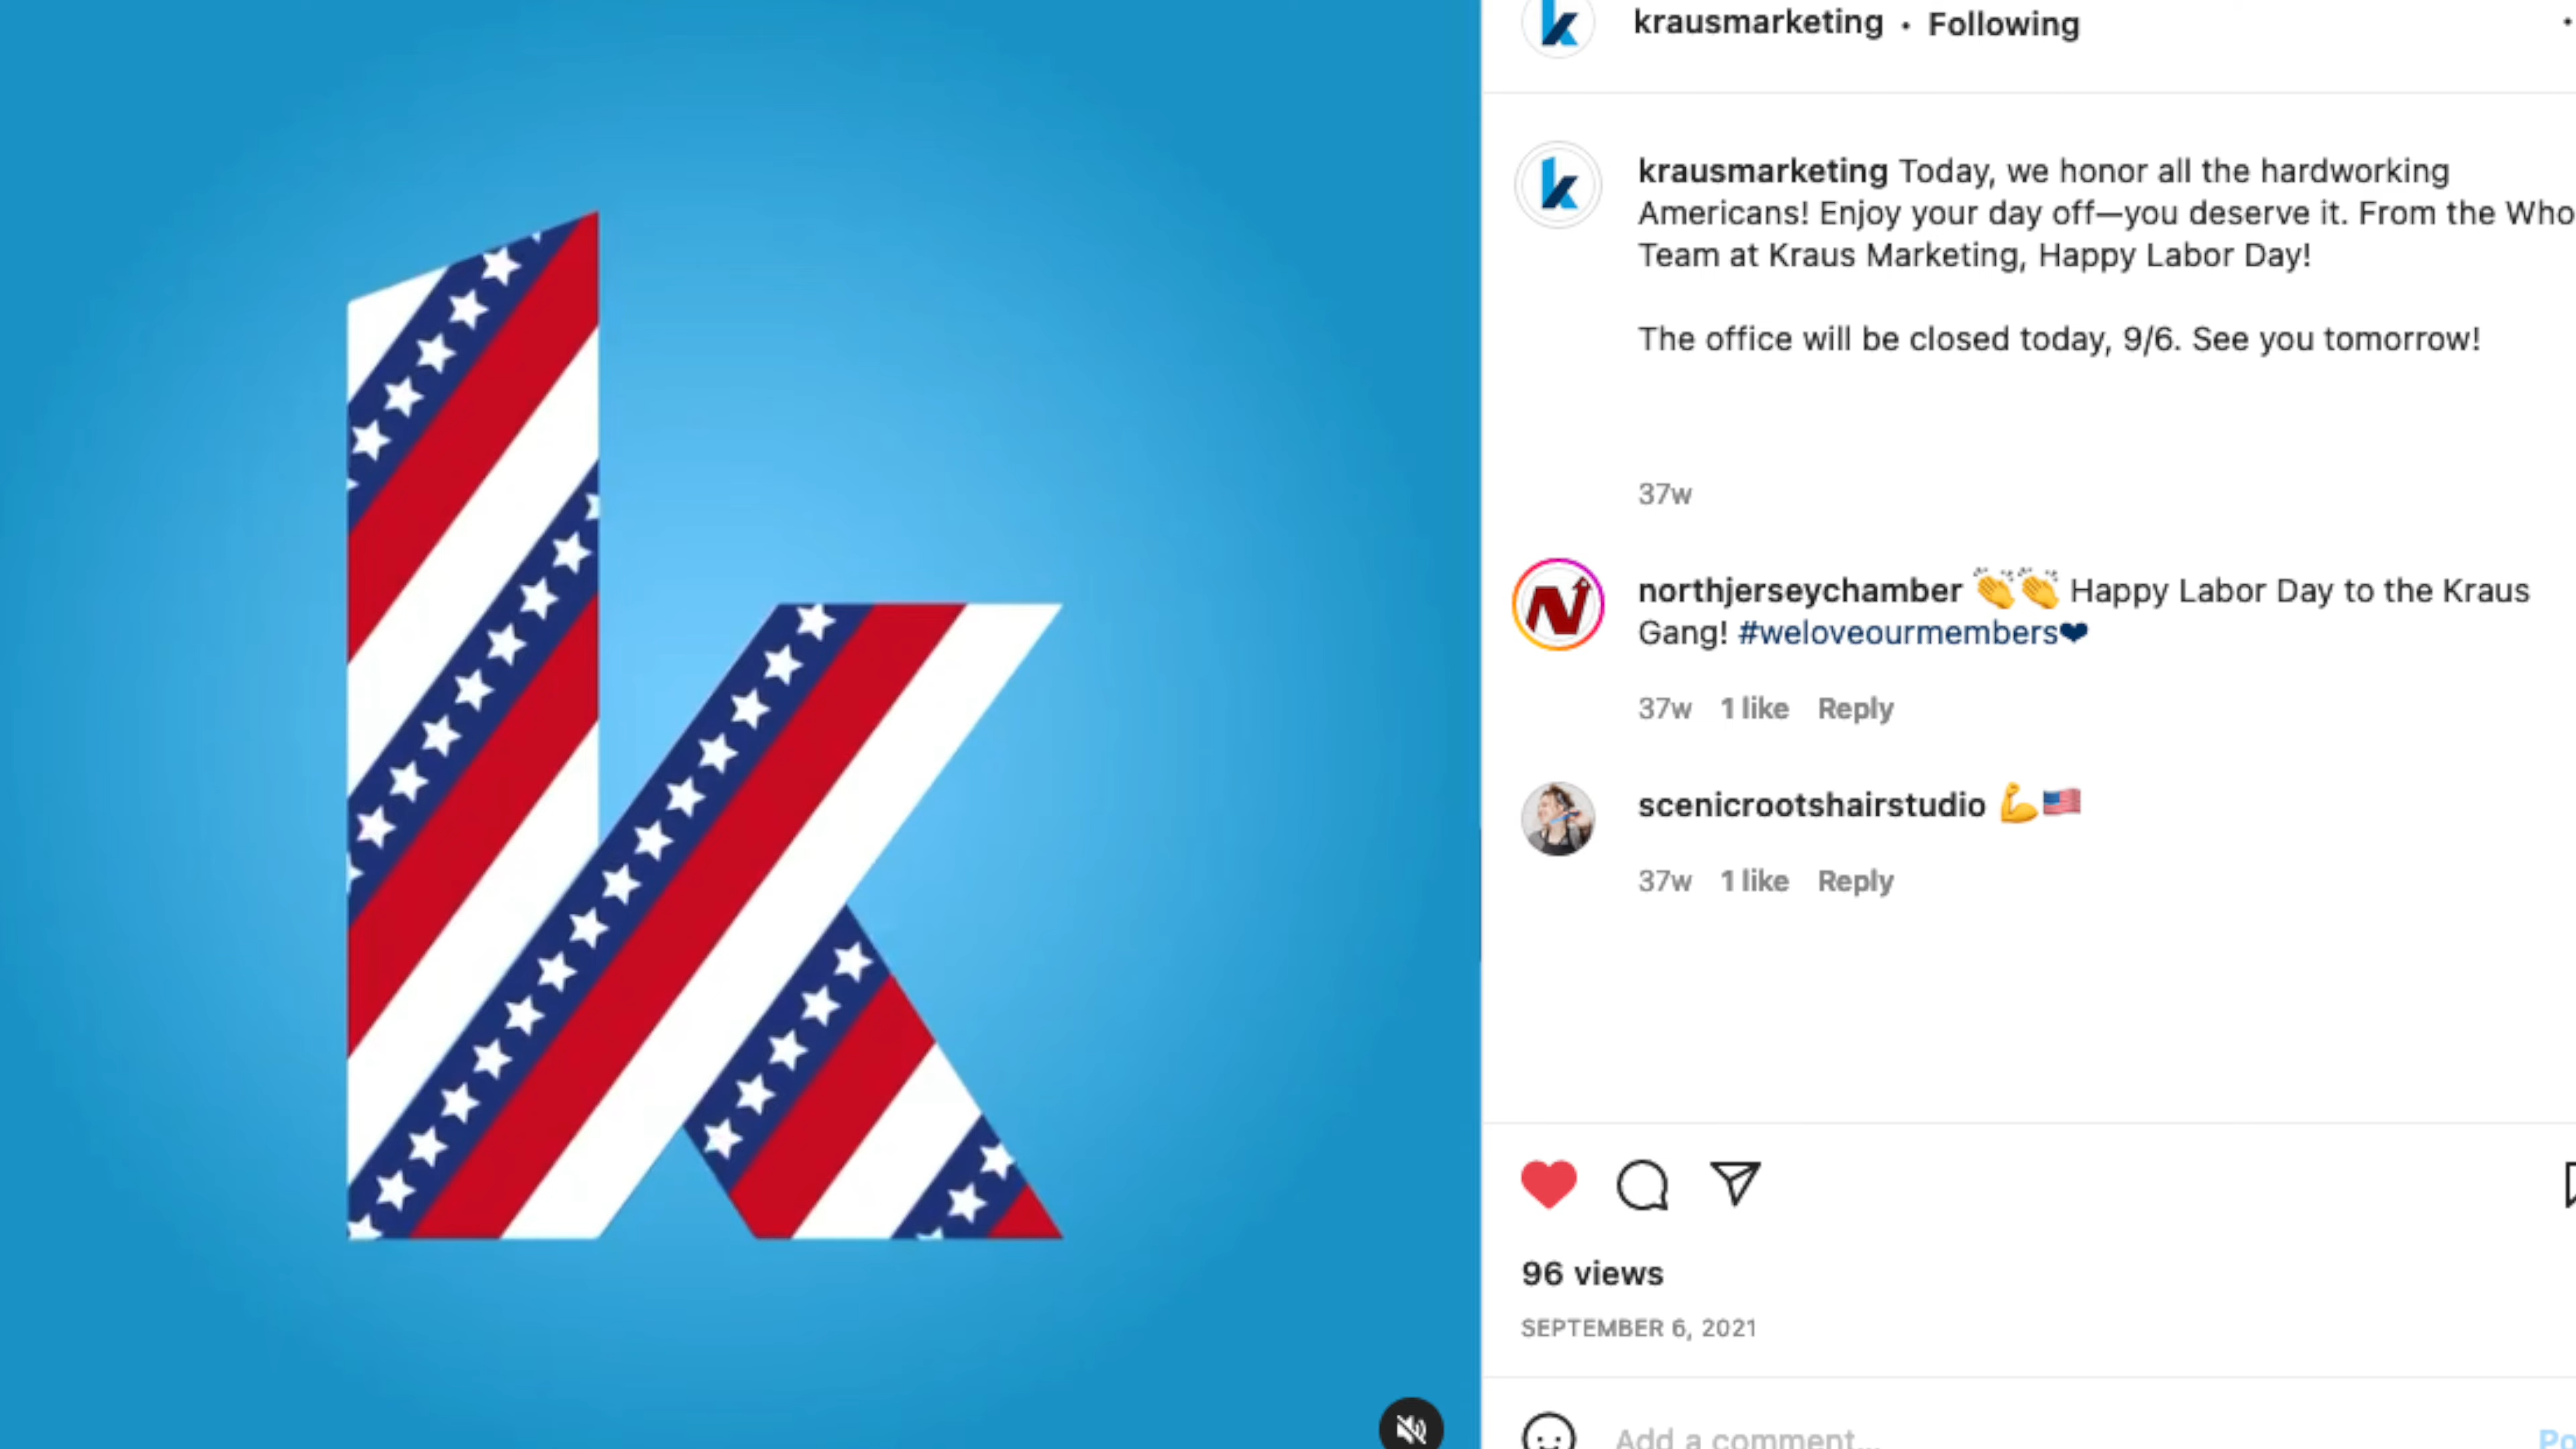 krausmarketing • Following
krausmarketing Today, we honor all the hardworking
Americans! Enjoy your day off—you deserve it. From the
Team at Kraus Marketing, Happy Labor Day!
The office will be closed today, 9/6. See you tomorrow!
37w
northjerseychamber 👏👏 Happy Labor Day to the Kraus
Gang! #weloveourmembers❤
37w 1 like Reply
scenicrootshairstudio 💪🇺🇸
37w 1 like Reply
96 views
SEPTEMBER 6, 2021
Add a comment...
k